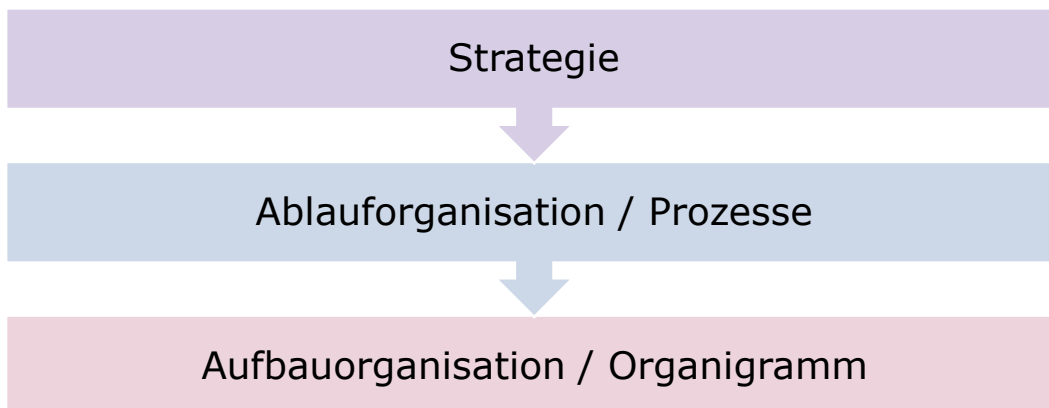 Strategie
Ablauforganisation / Prozesse
Aufbauorganisation / Organigramm